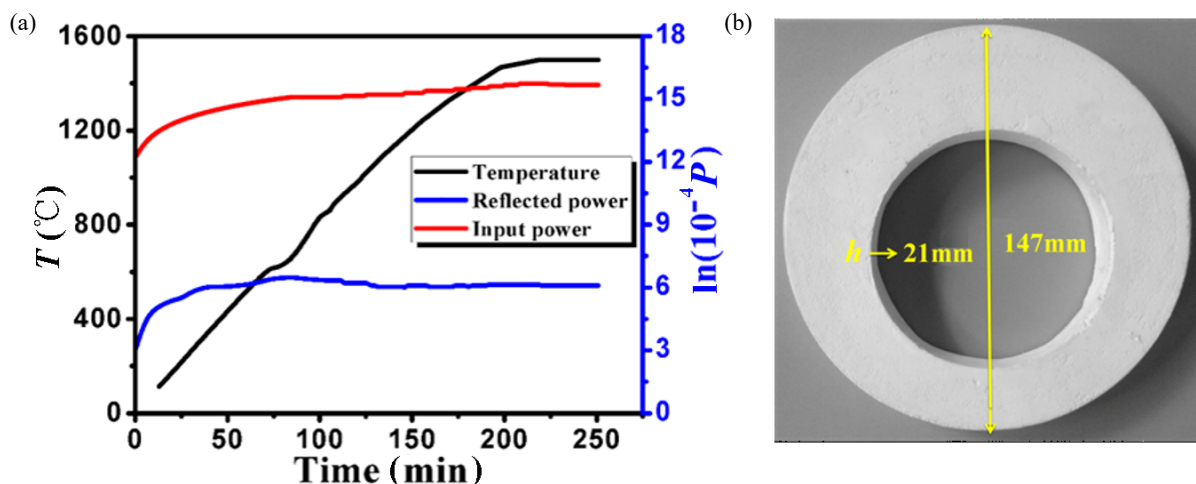 (a)
(b)
1600
1200
800
400
0
T (℃)
18
15
12
9
6
3
0
ln(10⁻⁴P)
Temperature
Reflected power
Input power
0
50
100
150
200
250
Time (min)
h → 21mm
147mm